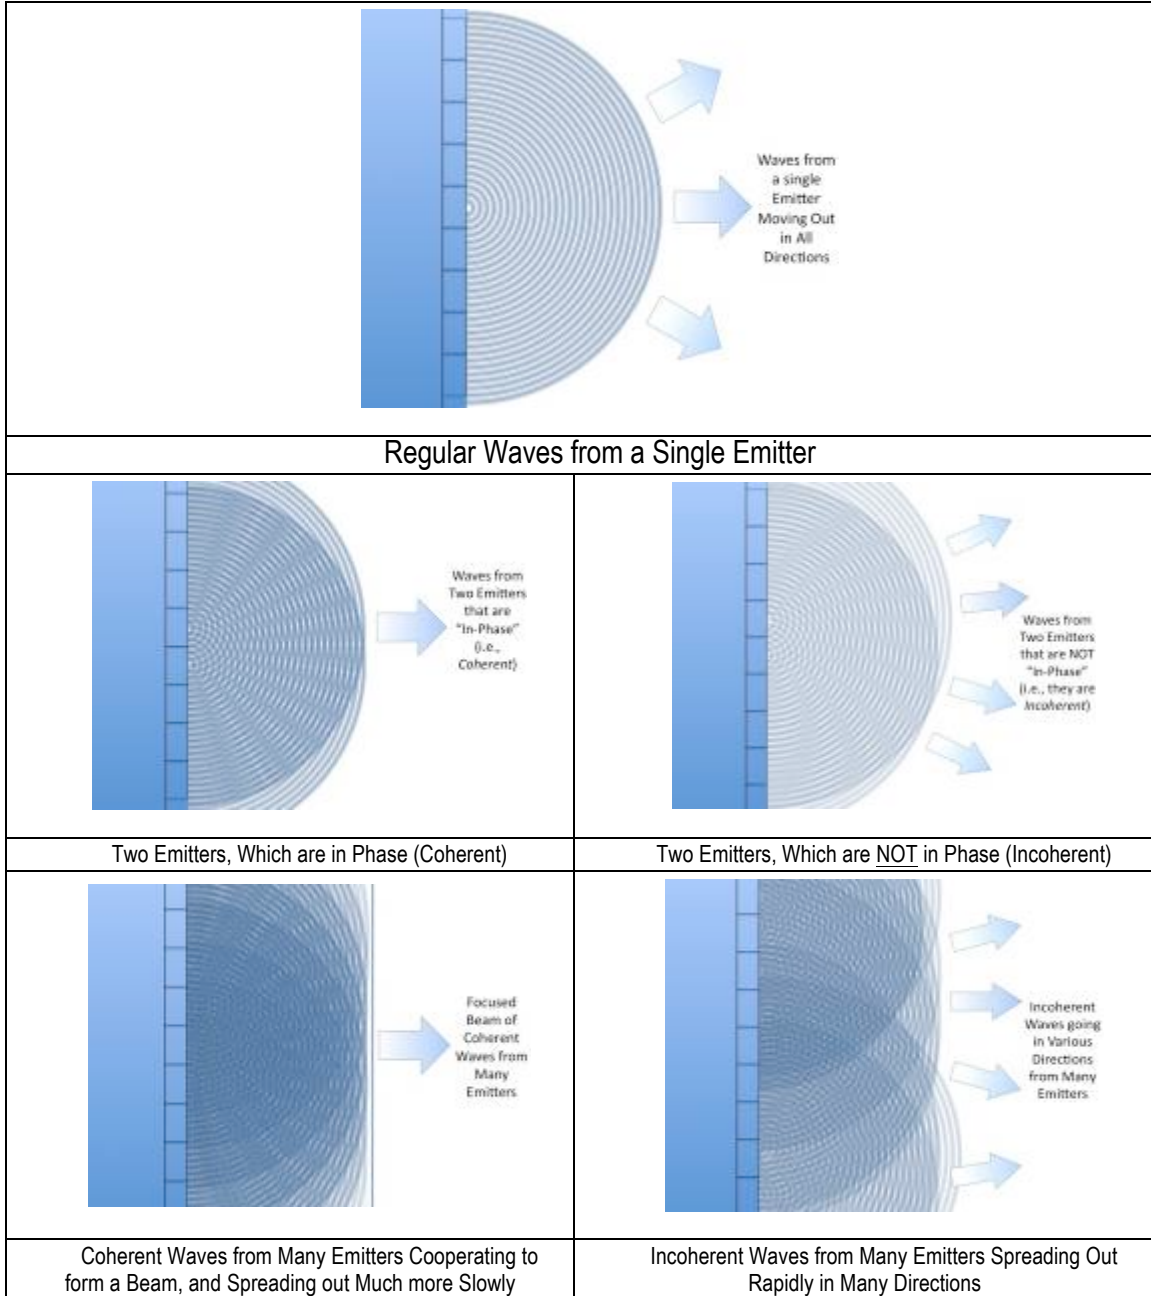 Waves from
a single
Emitter
Moving Out
in All
Directions
Regular Waves from a Single Emitter
Waves from
Two Emitters
that are
"In-Phase"
(i.e.,
Coherent)
Waves from
Two Emitters
that are NOT
"In-Phase"
(i.e., they are
Incoherent)
Two Emitters, Which are in Phase (Coherent)
Two Emitters, Which are NOT in Phase (Incoherent)
Focused
Beam of
Coherent
Waves from
Many
Emitters
Incoherent
Waves going
in Various
Directions
from Many
Emitters
Coherent Waves from Many Emitters Cooperating to
form a Beam, and Spreading out Much more Slowly
Incoherent Waves from Many Emitters Spreading Out
Rapidly in Many Directions